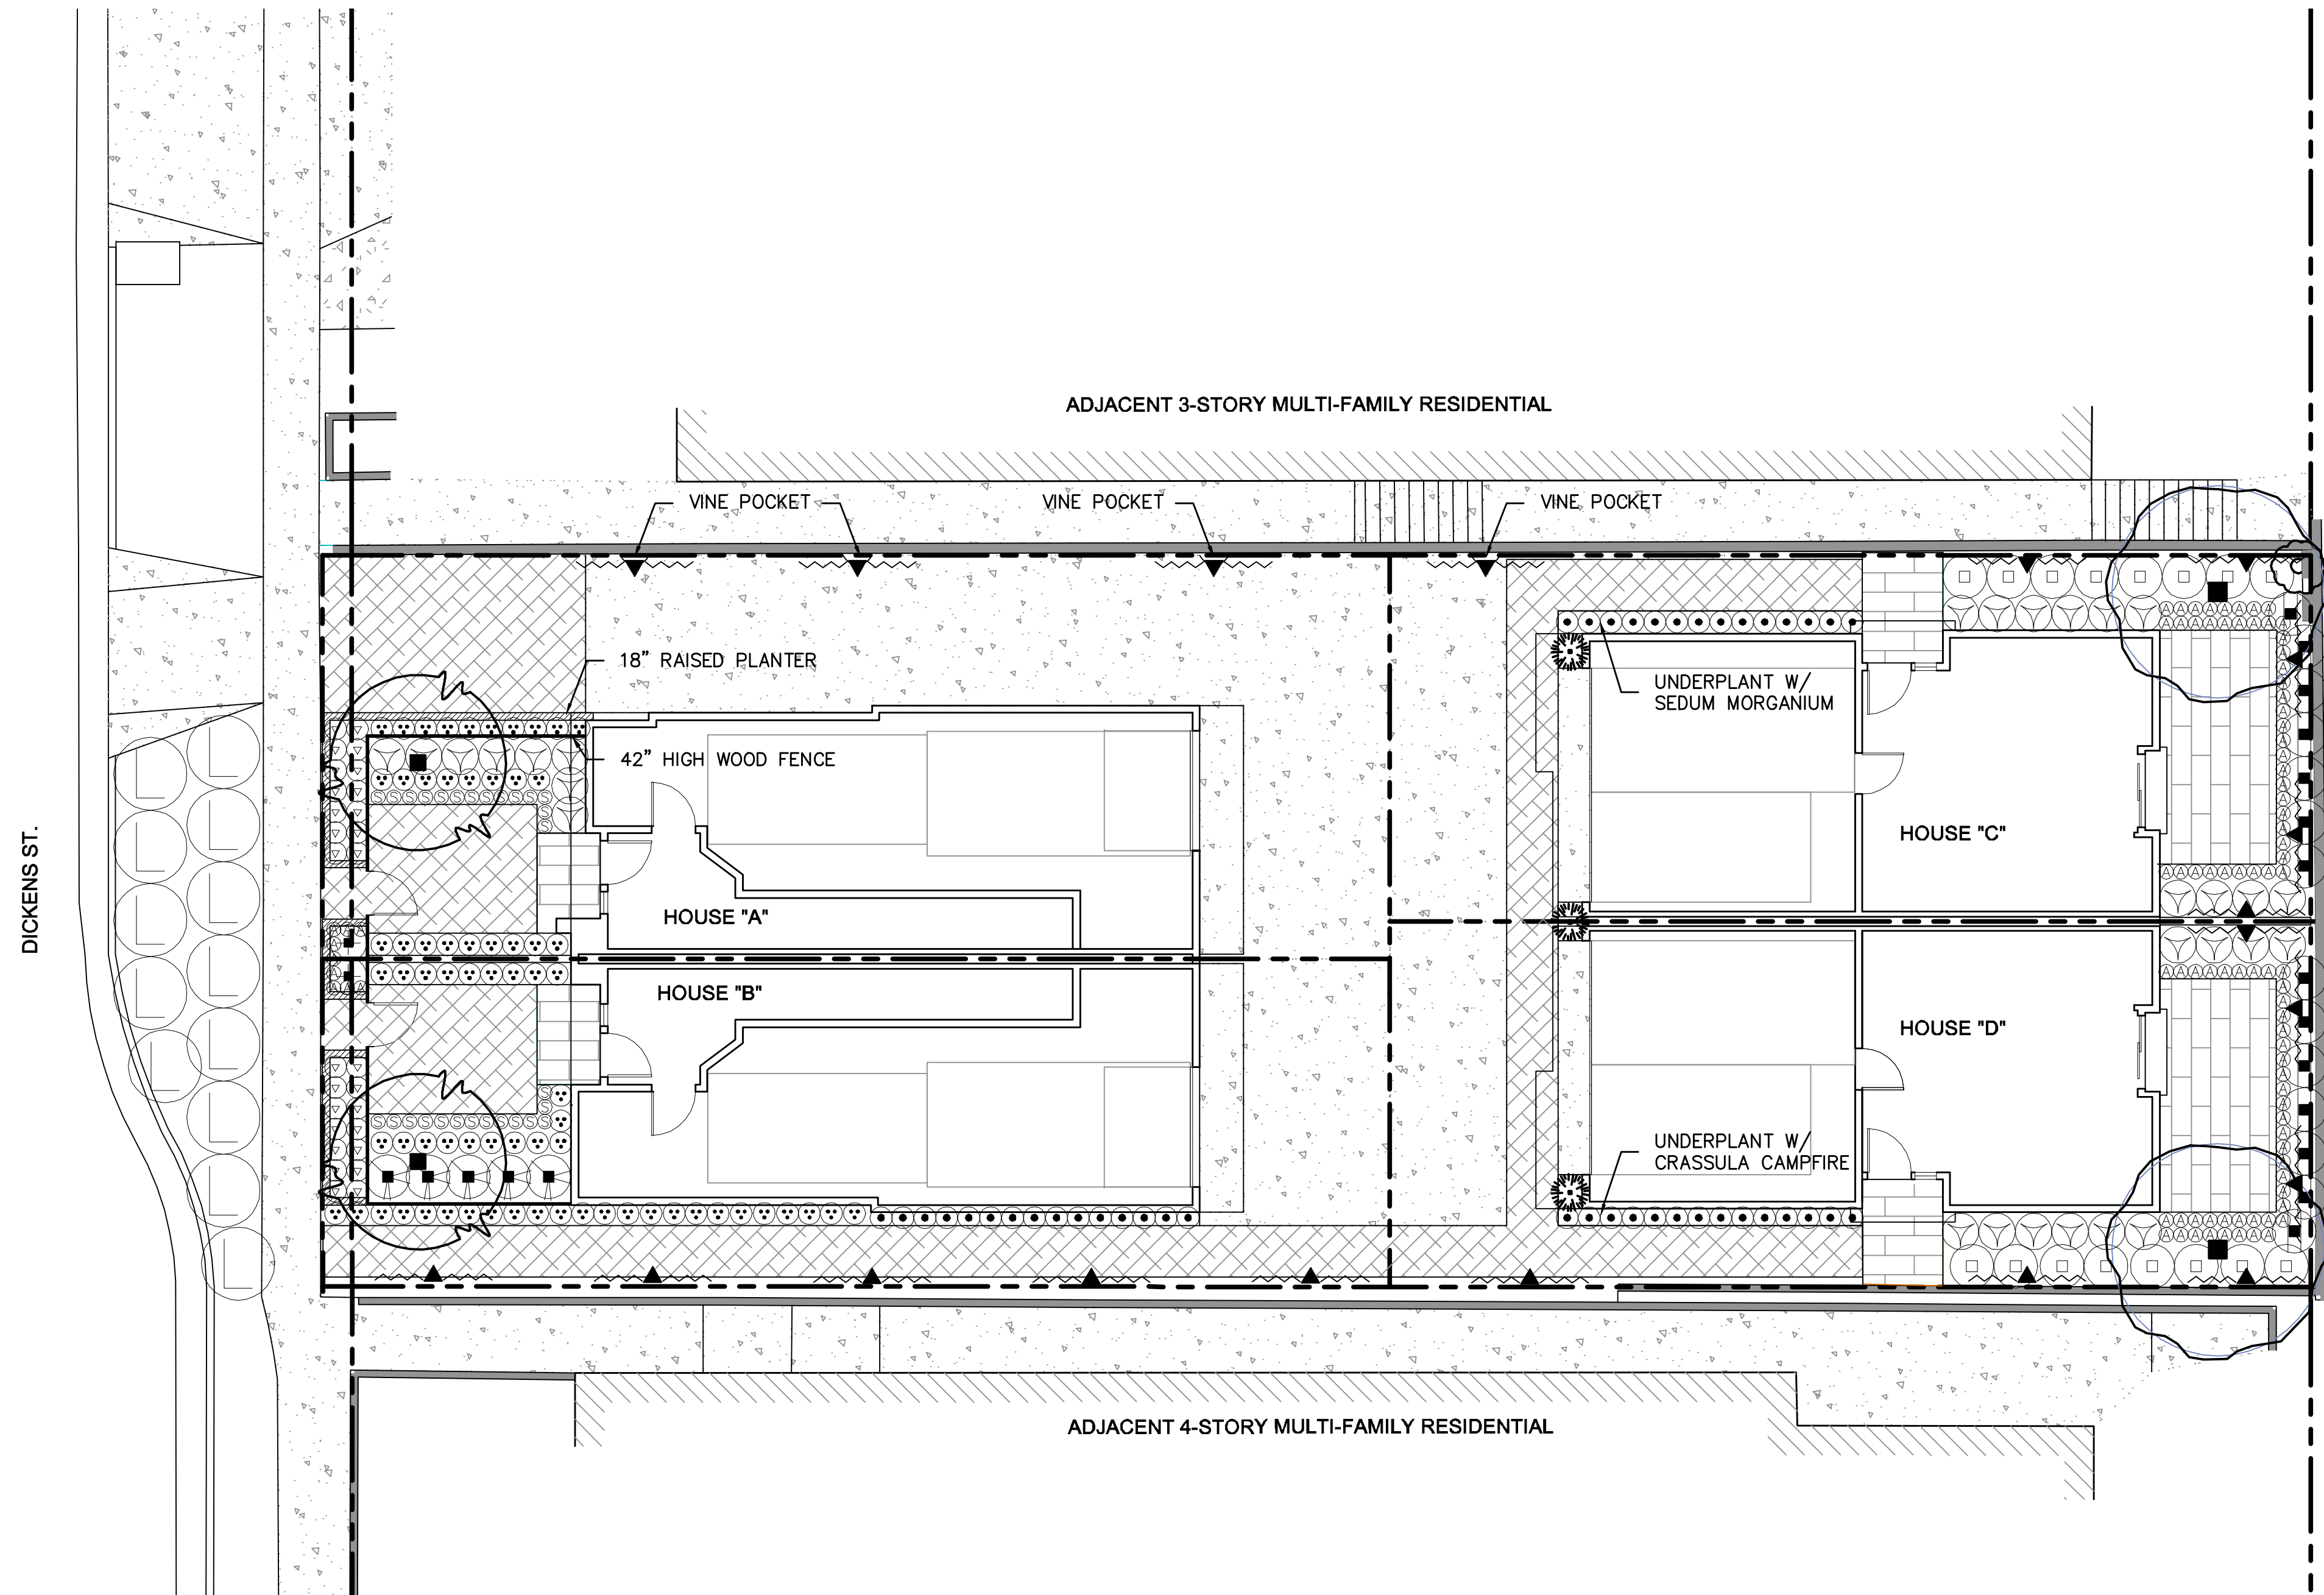 ADJACENT 3-STORY MULTI-FAMILY RESIDENTIAL
VINE POCKET
VINE POCKET
VINE POCKET
18” RAISED PLANTER
UNDERPLANT W/
SEDUM MORGANIUM
42” HIGH WOOD FENCE
HOUSE "C"
DICKENS ST.
HOUSE "A"
HOUSE "B"
HOUSE "D"
UNDERPLANT W/
CRASSULA CAMPFIRE
ADJACENT 4-STORY MULTI-FAMILY RESIDENTIAL